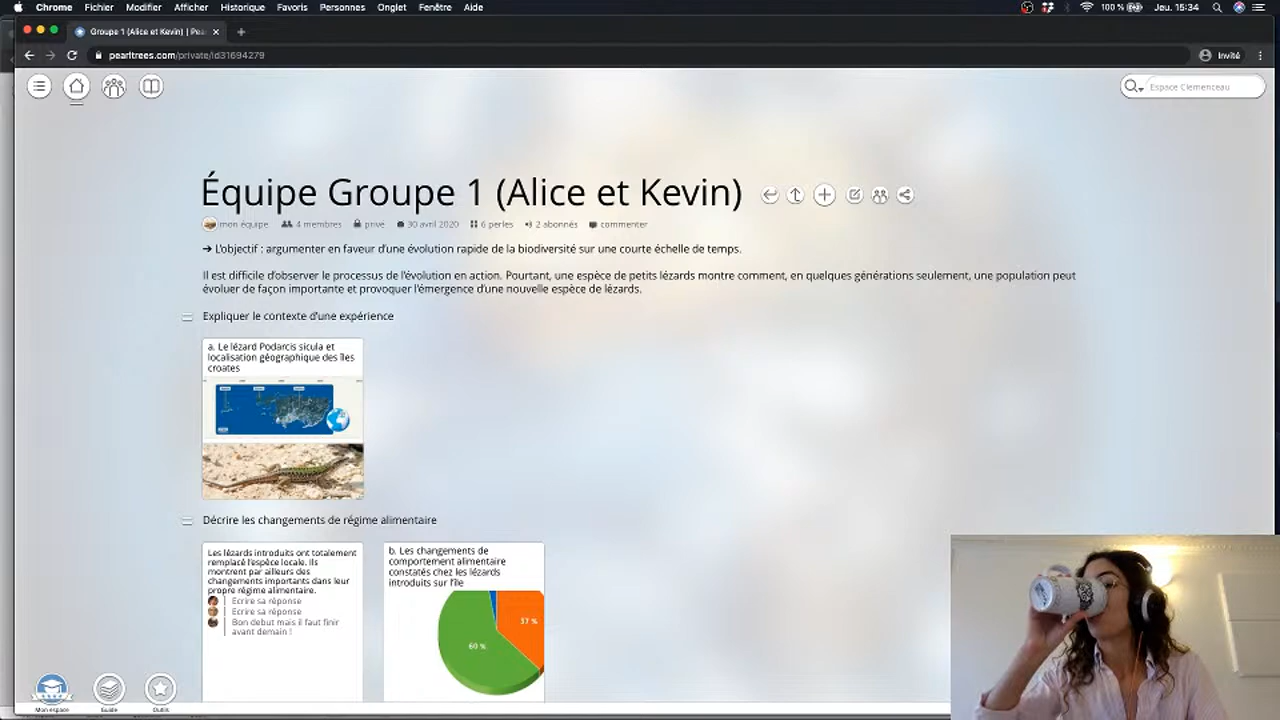 Chrome Fichier Modifier Afficher Historique Favoris Personnes Onglet Fenêtre Aide 100 % Jeu. 15:34
Groupe 1 (Alice et Kevin) | Pea
pearltrees.com/private/id31694279 Invité
Espace Clemenceau
Équipe Groupe 1 (Alice et Kevin)
mon équipe 4 membres privé 30 avril 2020 6 perles 2 abonnés commenter
➔ L'objectif : argumenter en faveur d'une évolution rapide de la biodiversité sur une courte échelle de temps.
Il est difficile d'observer le processus de l'évolution en action. Pourtant, une espèce de petits lézards montre comment, en quelques générations seulement, une population peut
évoluer de façon importante et provoquer l'émergence d'une nouvelle espèce de lézards.
Expliquer le contexte d'une expérience
a. Le lézard Podarcis sicula et
localisation géographique des îles
croates
Décrire les changements de régime alimentaire
Les lézards introduits ont totalement
remplacé l'espèce locale. Ils
montrent par ailleurs des
changements importants dans leur
propre régime alimentaire.
Ecrire sa réponse
Ecrire sa réponse
Bon debut mais il faut finir
avant demain !
b. Les changements de
comportement alimentaire
constatés chez les lézards
introduits sur l'île
37 %
60 %
Mon espace Guide Outils